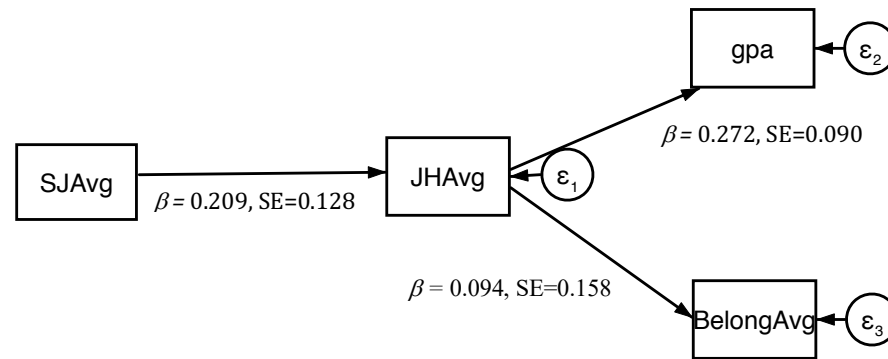 gpa
ε2
β = 0.272, SE=0.090
SJAvg
JHAvg
ε1
β = 0.209, SE=0.128
β = 0.094, SE=0.158
BelongAvg
ε3